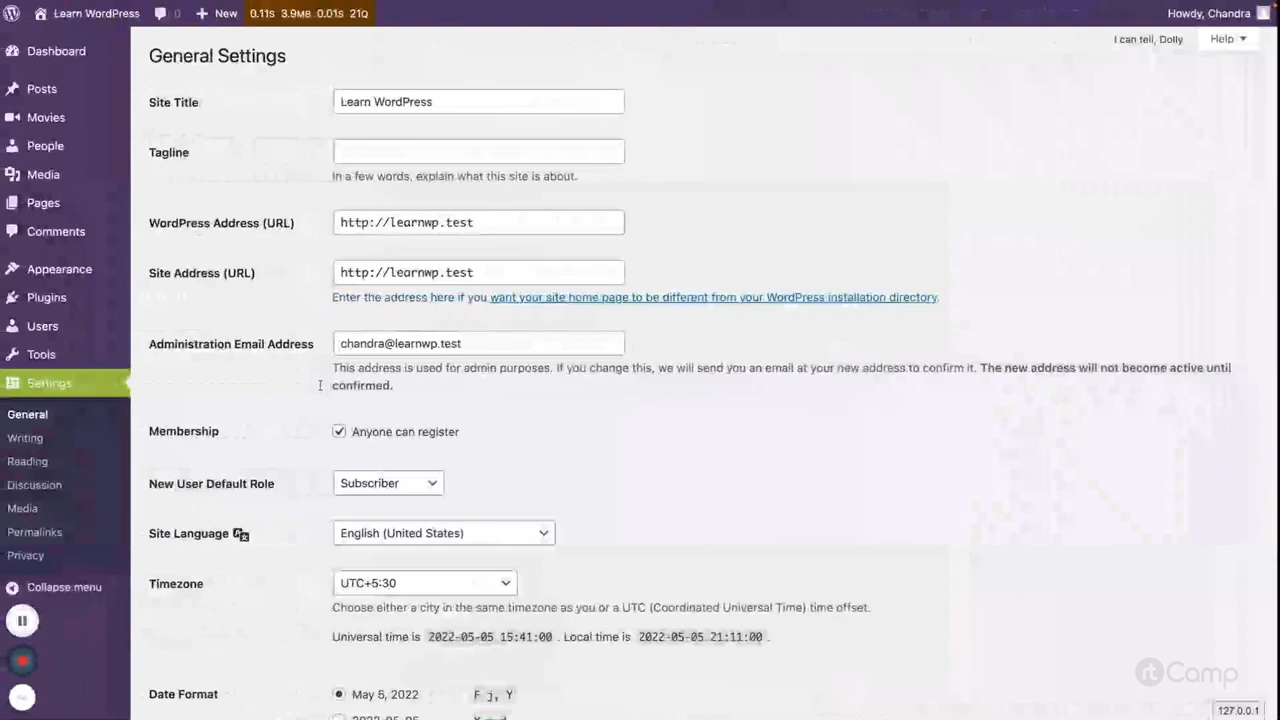 Learn WordPress 0 + New 0.11s 3.9MB 0.01s 21Q Howdy, Chandra
I can tell, Dolly Help
Dashboard
Posts
Movies
People
Media
Pages
Comments
Appearance
Plugins
Users
Tools
Settings
General
Writing
Reading
Discussion
Media
Permalinks
Privacy
Collapse menu
General Settings
Site Title Learn WordPress
Tagline
In a few words, explain what this site is about.
WordPress Address (URL) http://learnwp.test
Site Address (URL) http://learnwp.test
Enter the address here if you want your site home page to be different from your WordPress installation directory.
Administration Email Address chandra@learnwp.test
This address is used for admin purposes. If you change this, we will send you an email at your new address to confirm it. The new address will not become active until
confirmed.
Membership Anyone can register
New User Default Role Subscriber
Site Language English (United States)
Timezone UTC+5:30
Choose either a city in the same timezone as you or a UTC (Coordinated Universal Time) time offset.
Universal time is 2022-05-05 15:41:00 . Local time is 2022-05-05 21:11:00 .
Date Format May 5, 2022 F j, Y
rtCamp
127.0.0.1